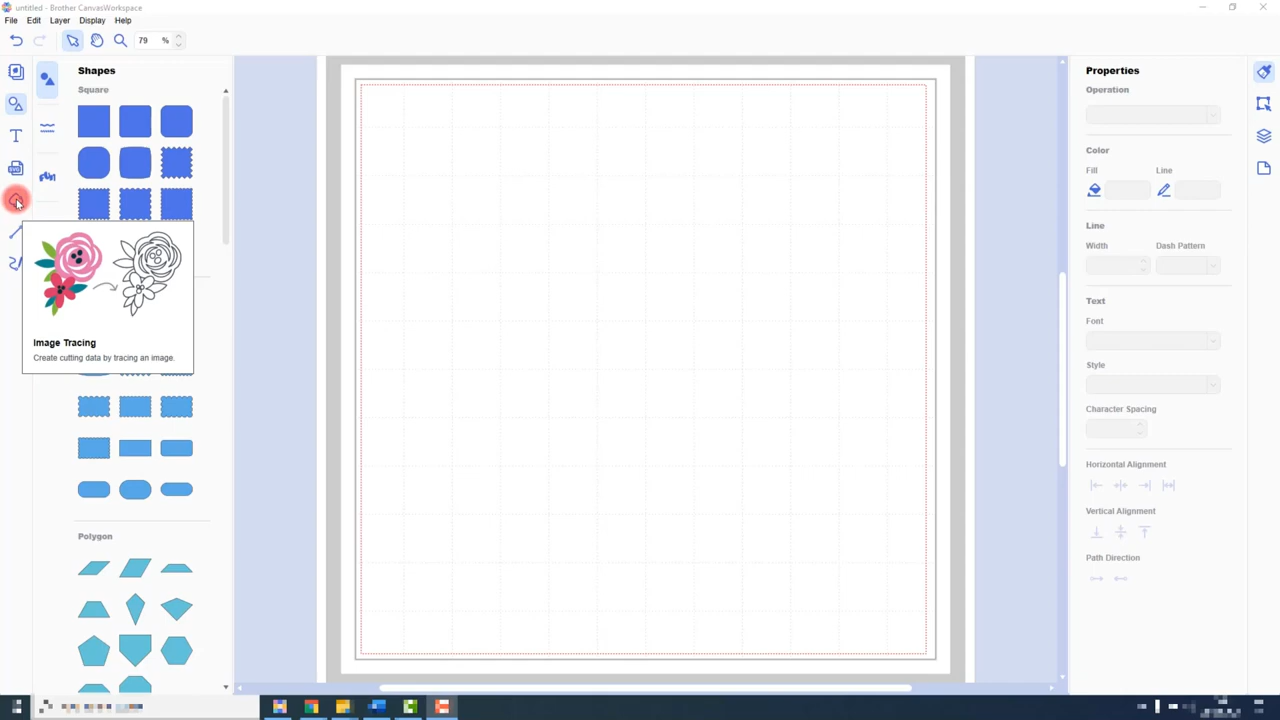 untitled - Brother CanvasWorkspace
File Edit Layer Display Help
79 %
Shapes
Square
Image Tracing
Create cutting data by tracing an image.
Polygon
Properties
Operation
Color
Fill Line
Line
Width Dash Pattern
Text
Font
Style
Character Spacing
Horizontal Alignment
Vertical Alignment
Path Direction